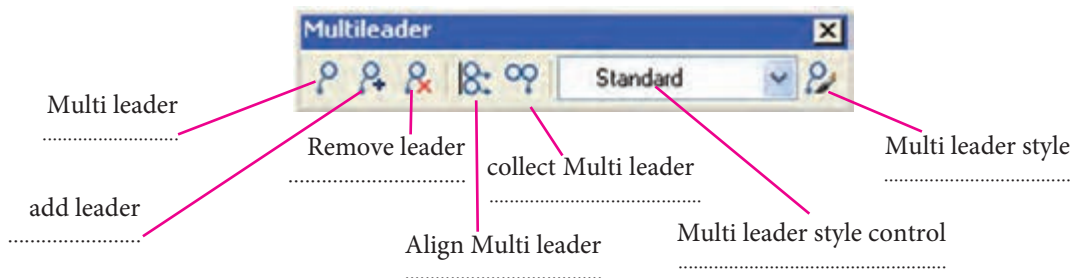 Multileader
Standard
Multi leader
Remove leader
collect Multi leader
Multi leader style
add leader
Align Multi leader
Multi leader style control